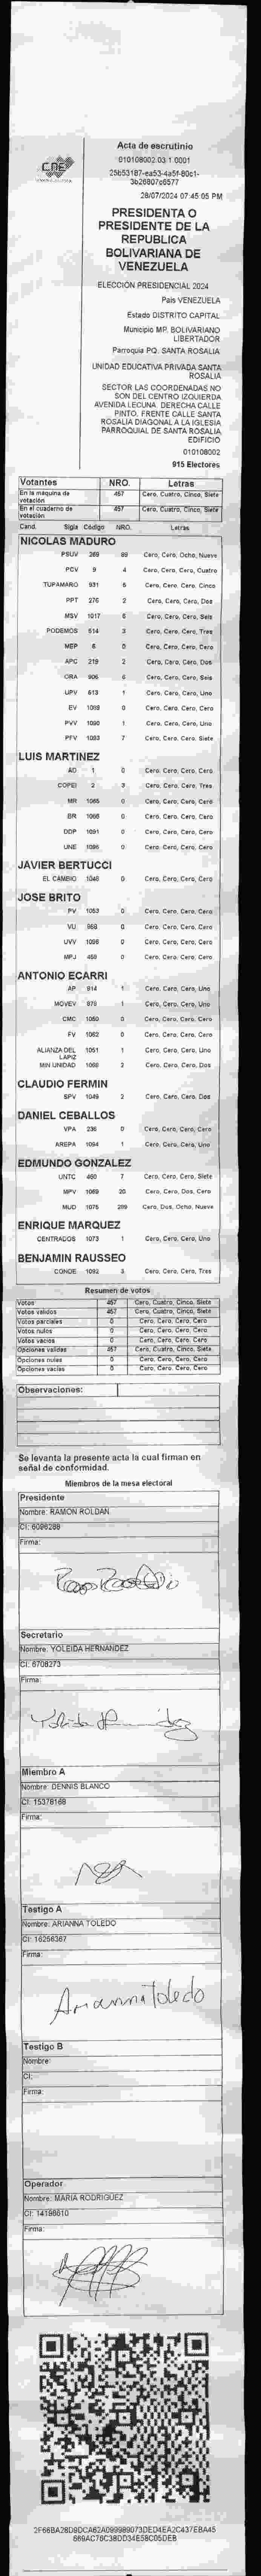 CNE
Acta de escrutinio
010108002.03.1.0001
28/07/2024 07:45:05 PM
PRESIDENTA O
PRESIDENTE DE LA
REPUBLICA
BOLIVARIANA DE
VENEZUELA
ELECCIÓN PRESIDENCIAL 2024
País VENEZUELA
Estado DISTRITO CAPITAL
Municipio MP. BOLIVARIANO
LIBERTADOR
Parroquia PQ. SANTA ROSALIA
UNIDAD EDUCATIVA PRIVADA SANTA
ROSALIA
SECTOR LAS COORDENADAS NO
SON DEL CENTRO IZQUIERDA
AVENIDA LECUNA. DERECHA CALLE
PINTO. FRENTE CALLE SANTA
ROSALIA DIAGONAL A LA IGLESIA
PARROQUIAL DE SANTA ROSALIA
EDIFICIO
010108002
915 Electores
Votantes NRO. Letras
En la máquina de votación 457 Cero, Cuatro, Cinco, Siete
En el cuaderno de votación 457 Cero, Cuatro, Cinco, Siete
Cand. Sigla Código NRO. Letras
NICOLAS MADURO
PSUV 269 89 Cero, Cero, Ocho, Nueve
PCV 9 4 Cero, Cero, Cero, Cuatro
TUPAMARO 931 5 Cero, Cero, Cero, Cinco
PPT 276 2 Cero, Cero, Cero, Dos
MSV 1017 6 Cero, Cero, Cero, Seis
PODEMOS 514 3 Cero, Cero, Cero, Tres
MEP 6 0 Cero, Cero, Cero, Cero
APC 219 2 Cero, Cero, Cero, Dos
ORA 906 6 Cero, Cero, Cero, Seis
UPV 613 1 Cero, Cero, Cero, Uno
EV 0 Cero, Cero, Cero, Cero
PVV 1090 1 Cero, Cero, Cero, Uno
PFV 1093 7 Cero, Cero, Cero, Siete
LUIS MARTINEZ
AD 1 0 Cero, Cero, Cero, Cero
COPEI 2 3 Cero, Cero, Cero, Tres
MR 1065 0 Cero, Cero, Cero, Cero
BR 1066 0 Cero, Cero, Cero, Cero
DDP 1091 0 Cero, Cero, Cero, Cero
UNE 1096 0 Cero, Cero, Cero, Cero
JAVIER BERTUCCI
EL CAMBIO 1046 0 Cero, Cero, Cero, Cero
JOSE BRITO
PV 1053 0 Cero, Cero, Cero, Cero
VU 968 0 Cero, Cero, Cero, Cero
UVV 1098 0 Cero, Cero, Cero, Cero
MPJ 459 0 Cero, Cero, Cero, Cero
ANTONIO ECARRI
AP 914 1 Cero, Cero, Cero, Uno
MOVEV 879 1 Cero, Cero, Cero, Uno
CMC 1050 0 Cero, Cero, Cero, Cero
FV 1062 0 Cero, Cero, Cero, Cero
ALIANZA DEL LAPIZ 1051 1 Cero, Cero, Cero, Uno
MIN UNIDAD 1068 2 Cero, Cero, Cero, Dos
CLAUDIO FERMIN
SPV 1049 2 Cero, Cero, Cero, Dos
DANIEL CEBALLOS
VPA 236 0 Cero, Cero, Cero, Cero
AREPA 1094 1 Cero, Cero, Cero, Uno
EDMUNDO GONZALEZ
UNTC 460 7 Cero, Cero, Cero, Siete
MPV 1069 20 Cero, Cero, Dos, Cero
MUD 1075 289 Cero, Dos, Ocho, Nueve
ENRIQUE MARQUEZ
CENTRADOS 1073 1 Cero, Cero, Cero, Uno
BENJAMIN RAUSSEO
CONDE 1092 3 Cero, Cero, Cero, Tres
Resumen de votos
Votos 457 Cero, Cuatro, Cinco, Siete
Votos validos 457 Cero, Cuatro, Cinco, Siete
Votos parciales 0 Cero, Cero, Cero, Cero
Votos nulos 0 Cero, Cero, Cero, Cero
Votos vacios 0 Cero, Cero, Cero, Cero
Opciones validas 457 Cero, Cuatro, Cinco, Siete
Opciones nulas 0 Cero, Cero, Cero, Cero
Opciones vacias 0 Cero, Cero, Cero, Cero
Observaciones:
Se levanta la presente acta la cual firman en
señal de conformidad.
Miembros de la mesa electoral
Presidente
Nombre: RAMON ROLDAN
CI: 6096288
Firma:
Secretario
Nombre: YOLEIDA HERNANDEZ
CI: 6708273
Firma:
Miembro A
Nombre: DENNIS BLANCO
CI: 15378168
Firma:
Testigo A
Nombre: ARIANNA TOLEDO
CI: 16256367
Firma:
Arianna Toledo
Testigo B
Nombre:
CI:
Firma:
Operador
Nombre: MARIA RODRIGUEZ
CI: 14198610
Firma: